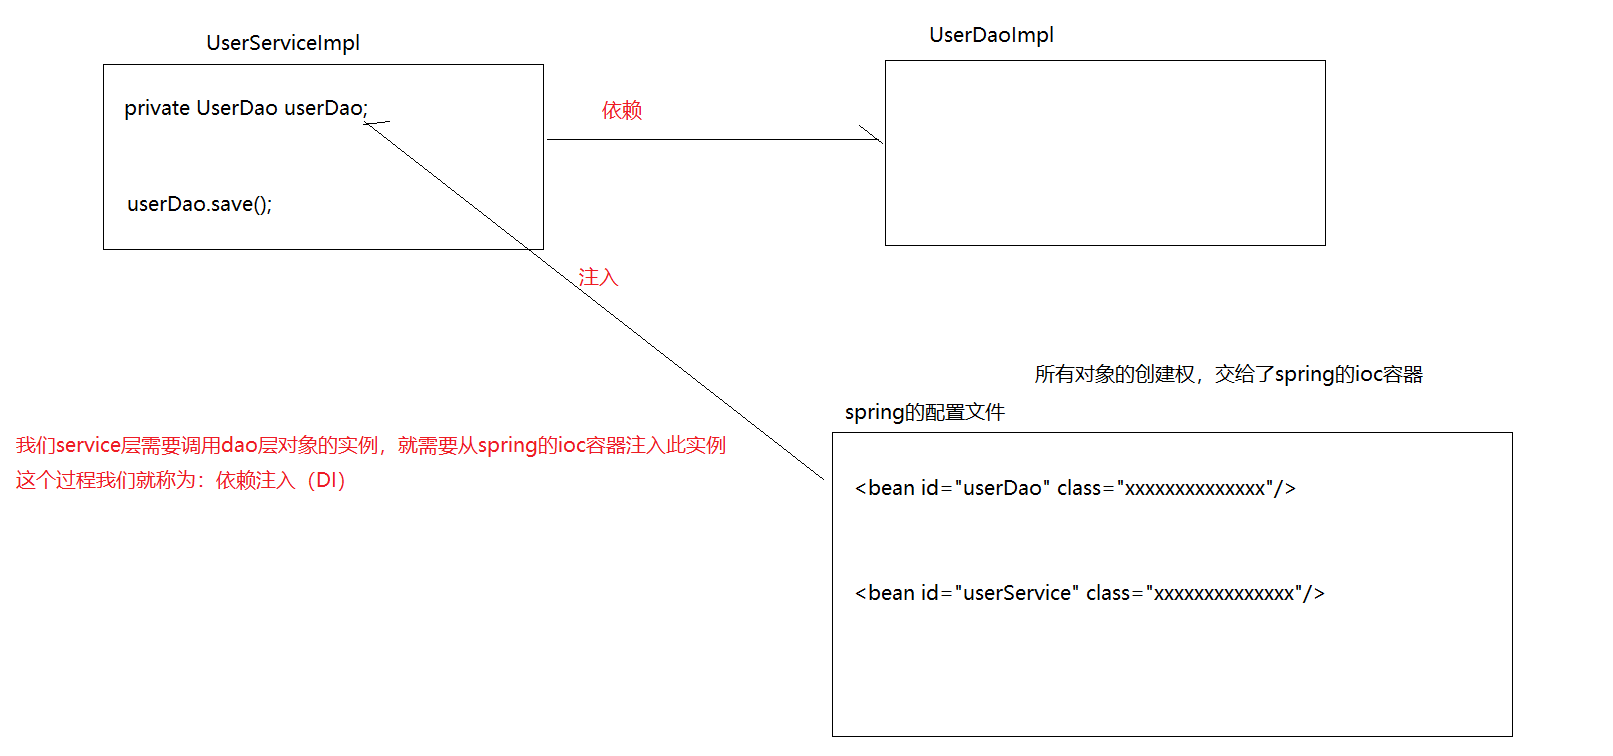 UserServiceImpl
UserDaoImpl
private UserDao userDao;
依赖
userDao.save();
注入
所有对象的创建权，交给了spring的ioc容器
spring的配置文件
我们service层需要调用dao层对象的实例，就需要从spring的ioc容器注入此实例
这个过程我们就称为：依赖注入（DI）
<bean id="userDao" class="xxxxxxxxxxxxxx"/>
<bean id="userService" class="xxxxxxxxxxxxxx"/>